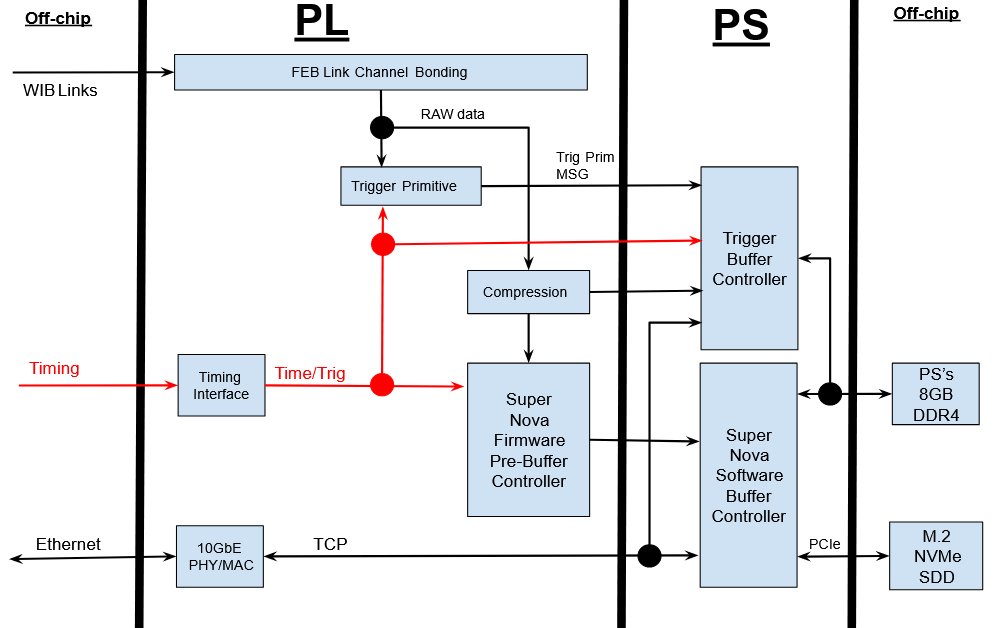 Off-chip
PL
PS
Off-chip
FEB Link Channel Bonding
WIB Links
RAW data
Trig Prim
MSG
Trigger Primitive
Trigger
Buffer
Controller
Compression
Timing
Timing
Interface
Time/Trig
Super
Nova
Firmware
Pre-Buffer
Controller
PS's
8GB
DDR4
Super
Nova
Software
Buffer
Controller
Ethernet
10GbE
PHY/MAC
TCP
PCIe
M.2
NVMe
SDD